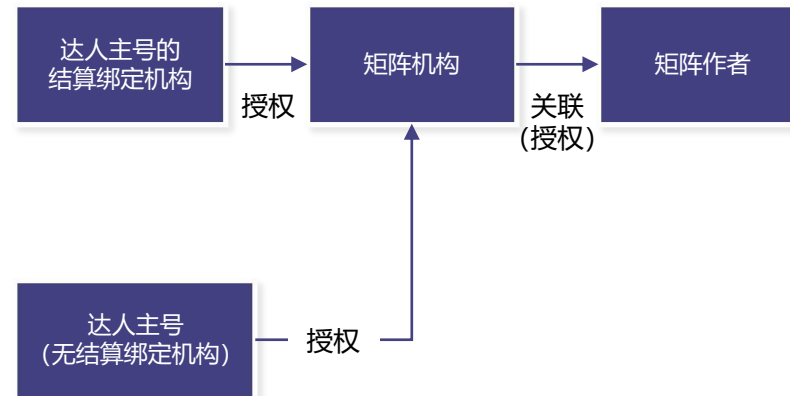 达人主号的
结算绑定机构
授权
矩阵机构
关联
（授权）
矩阵作者
达人主号
（无结算绑定机构）
授权